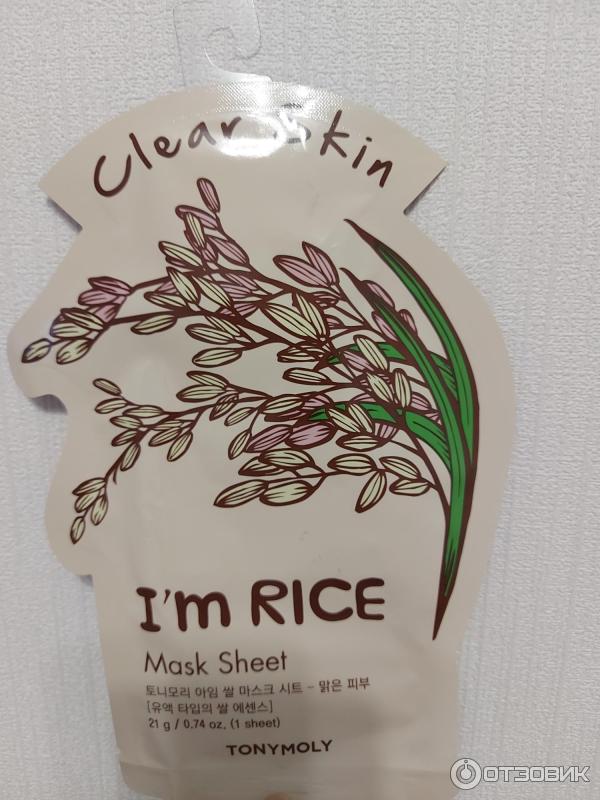 Clear Skin
I'm RICE
Mask Sheet
토니모리 아임 쌀 마스크 시트 - 맑은 피부
[유액 타입의 쌀 에센스]
21 g / 0.74 oz. (1 sheet)
TONYMOLY
ОТЗОВИК